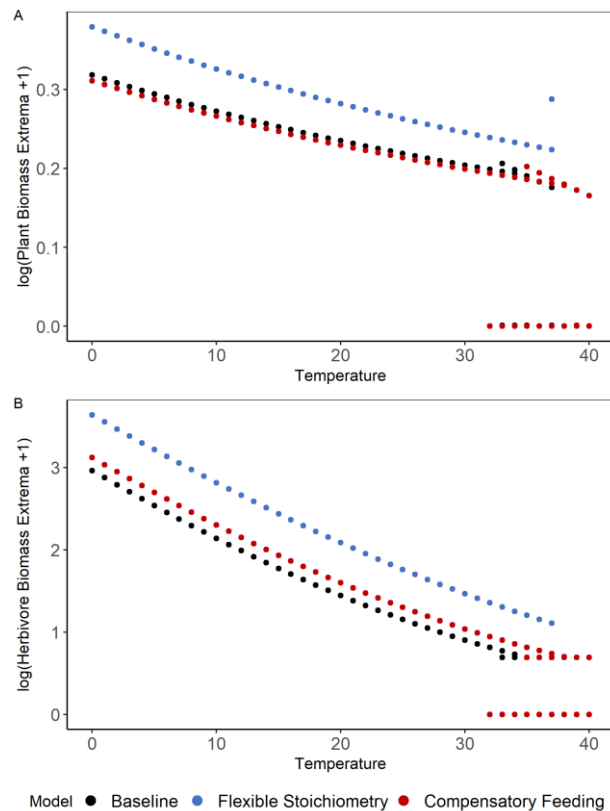 A
log(Plant Biomass Extrema +1)
0.3
0.2
0.1
0.0
0 10 20 30 40
Temperature
B
log(Herbivore Biomass Extrema +1)
3
2
1
0
0 10 20 30 40
Temperature
Model Baseline Flexible Stoichiometry Compensatory Feeding